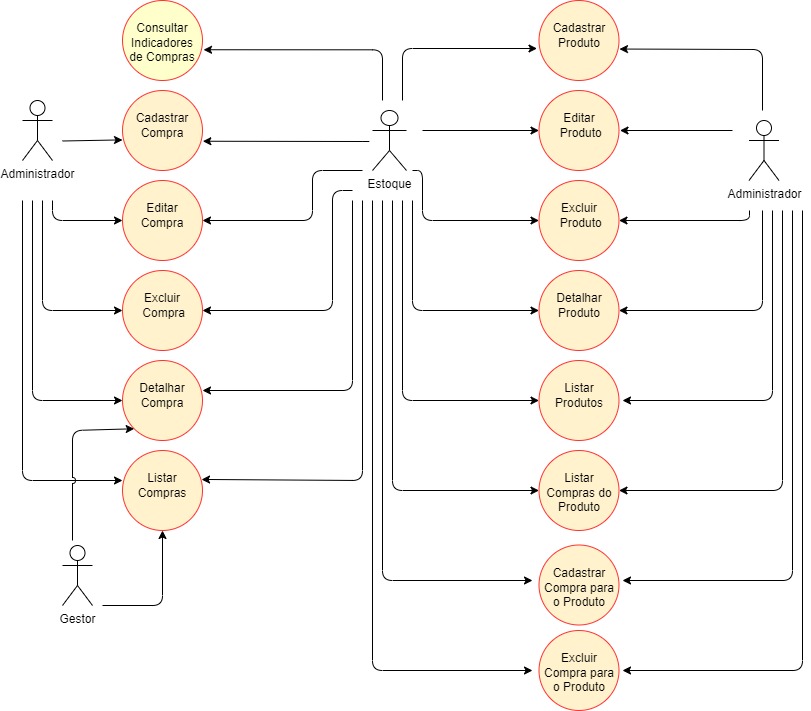 Consultar
Indicadores
de Compras
Cadastrar
Produto
Administrador
Cadastrar
Compra
Estoque
Editar
Produto
Administrador
Editar
Compra
Excluir
Produto
Excluir
Compra
Detalhar
Produto
Detalhar
Compra
Listar
Produtos
Listar
Compras
Listar
Compras do
Produto
Gestor
Cadastrar
Compra para
o Produto
Excluir
Compra para
o Produto